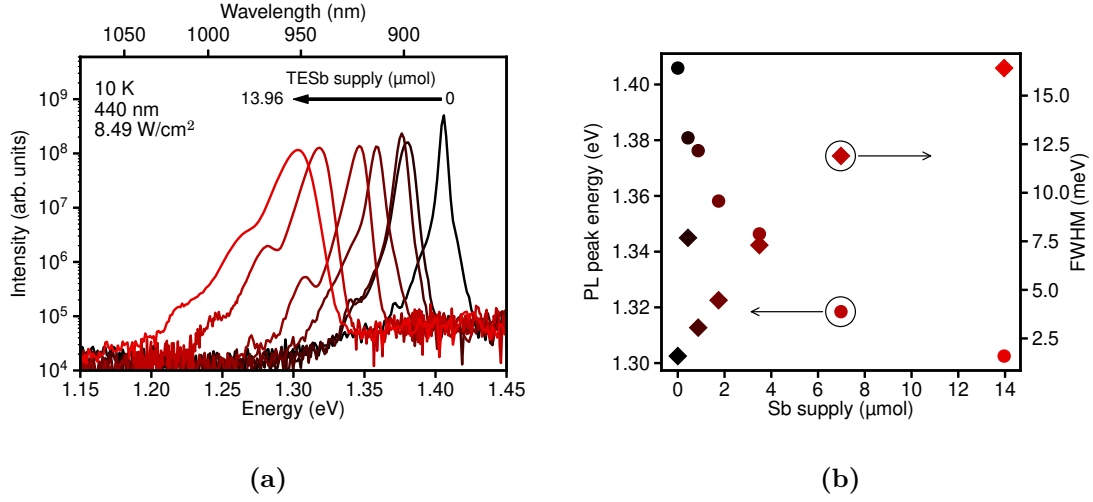 Wavelength (nm)
1050 1000 950 900
Intensity (arb. units)
10⁹
10⁸
10⁷
10⁶
10⁵
10⁴
10 K
440 nm
8.49 W/cm²
TESb supply (μmol)
13.96 0
1.15 1.20 1.25 1.30 1.35 1.40 1.45
Energy (eV)
(a)
PL peak energy (eV)
1.40
1.38
1.36
1.34
1.32
1.30
15.0
12.5
10.0
7.5
5.0
2.5
FWHM (meV)
0 2 4 6 8 10 12 14
Sb supply (μmol)
(b)